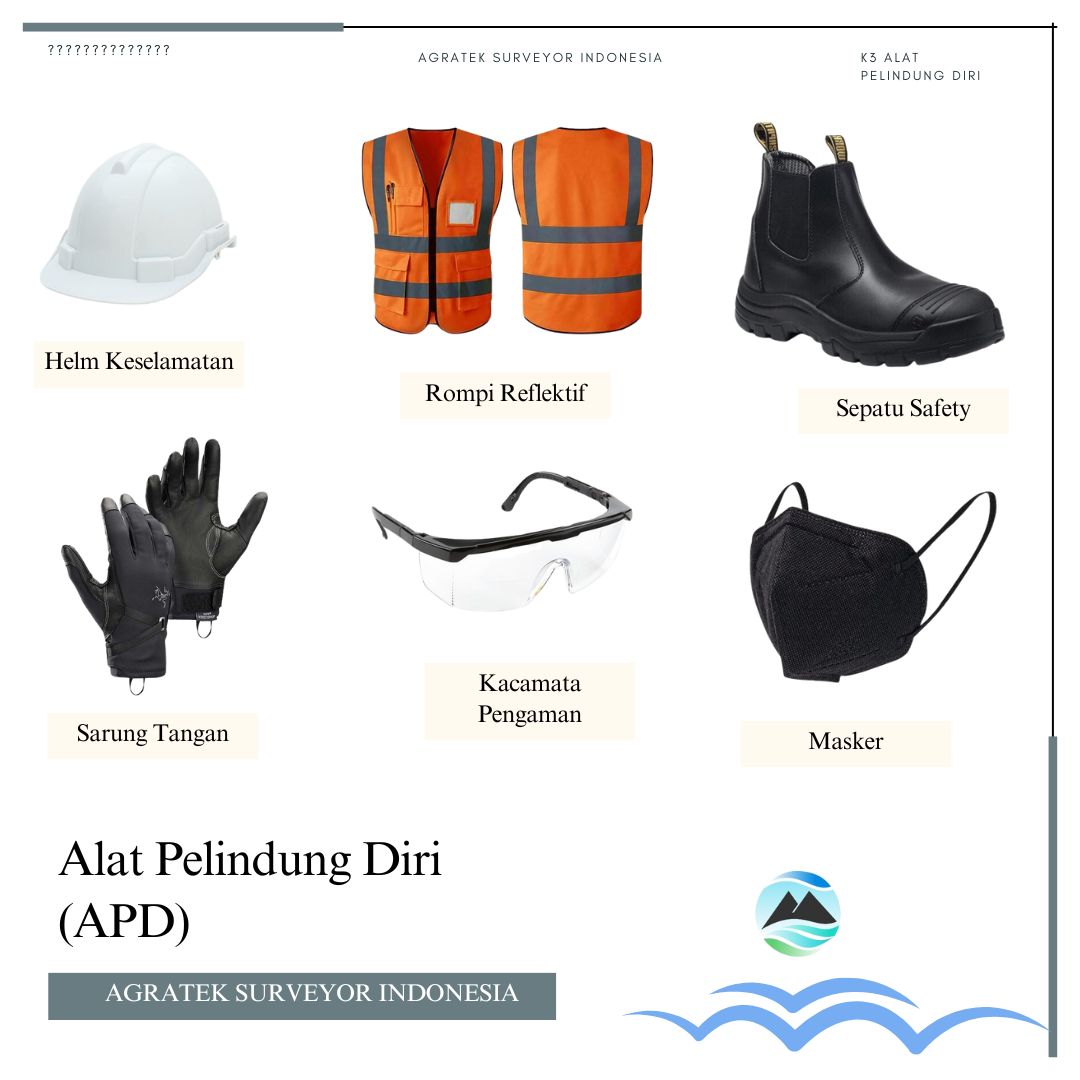 ??????????????
AGRATEK SURVEYOR INDONESIA
K3 ALAT
PELINDUNG DIRI
Helm Keselamatan
Rompi Reflektif
Sepatu Safety
Sarung Tangan
Kacamata
Pengaman
Masker
Alat Pelindung Diri
(APD)
AGRATEK SURVEYOR INDONESIA